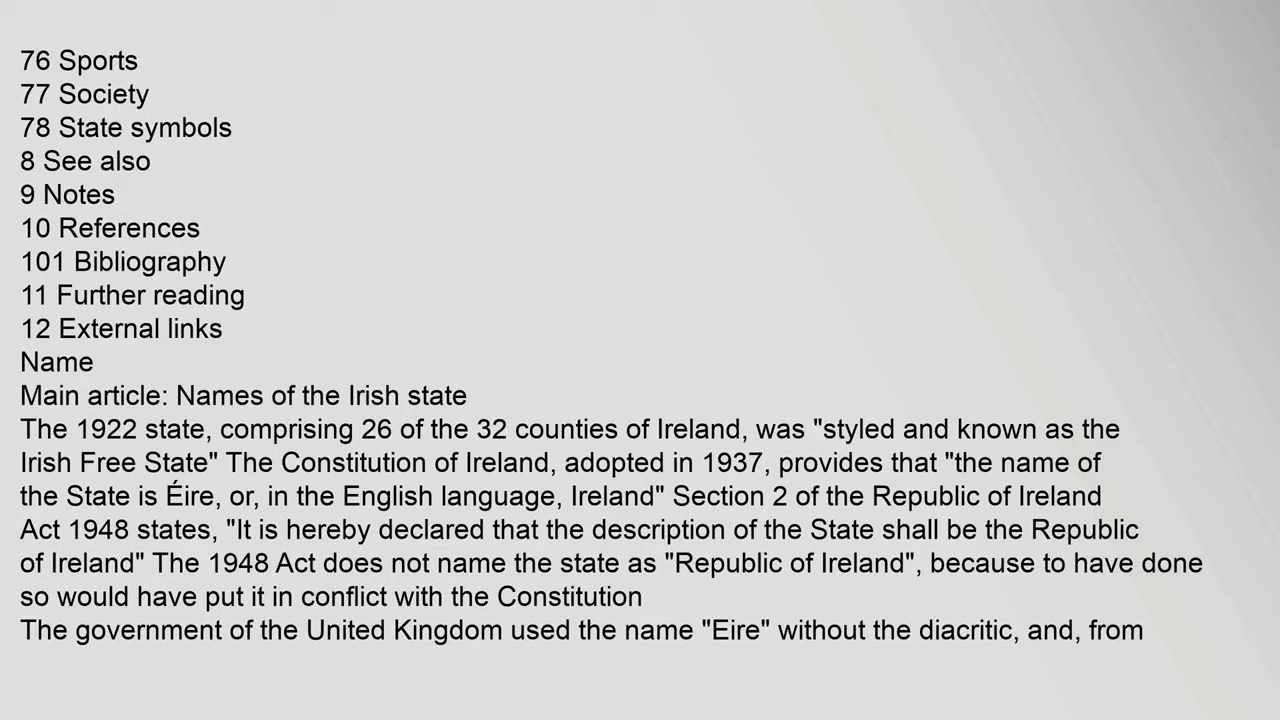 76 Sports
77 Society
78 State symbols
8 See also
9 Notes
10 References
101 Bibliography
11 Further reading
12 External links
Name
Main article: Names of the Irish state
The 1922 state, comprising 26 of the 32 counties of Ireland, was "styled and known as the
Irish Free State" The Constitution of Ireland, adopted in 1937, provides that "the name of
the State is Éire, or, in the English language, Ireland" Section 2 of the Republic of Ireland
Act 1948 states, "It is hereby declared that the description of the State shall be the Republic
of Ireland" The 1948 Act does not name the state as "Republic of Ireland", because to have done
so would have put it in conflict with the Constitution
The government of the United Kingdom used the name "Eire" without the diacritic, and, from